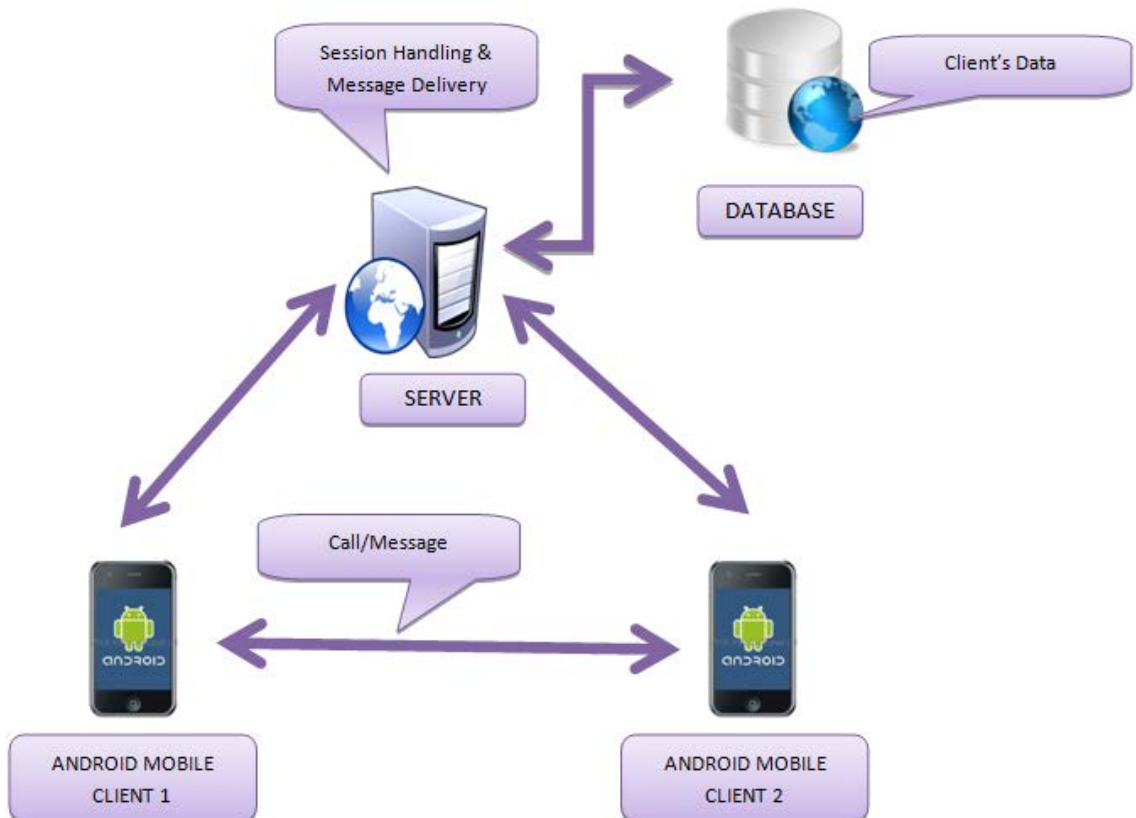 Session Handling &
Message Delivery
Client's Data
DATABASE
SERVER
Call/Message
android
android
ANDROID MOBILE
CLIENT 1
ANDROID MOBILE
CLIENT 2